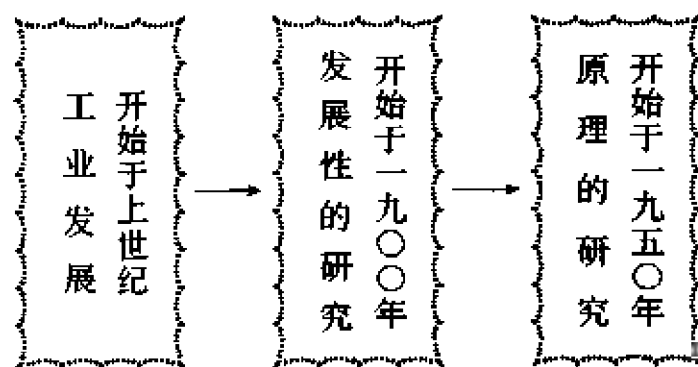 工业发展
开始于上世纪
发展性的研究
开始于一九〇〇年
原理的研究
开始于一九五〇年